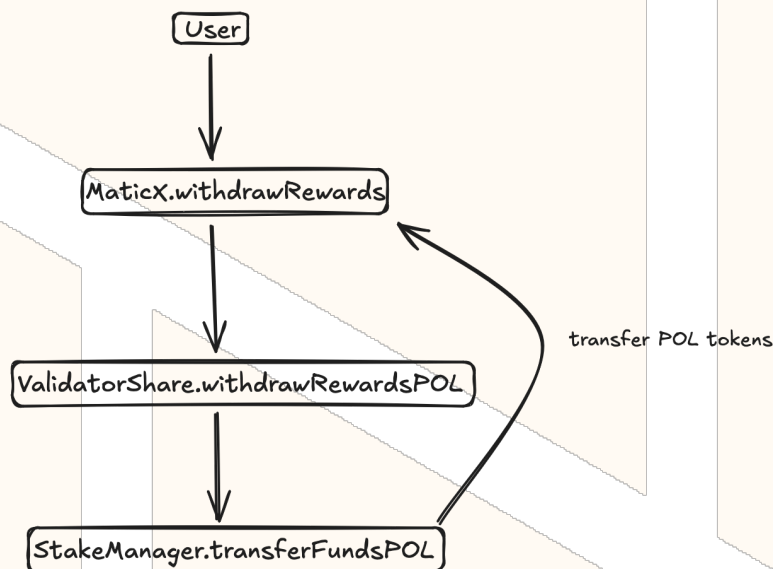 User
MaticX.withdrawRewards
transfer POL tokens
ValidatorShare.withdrawRewardsPOL
StakeManager.transferFundsPOL